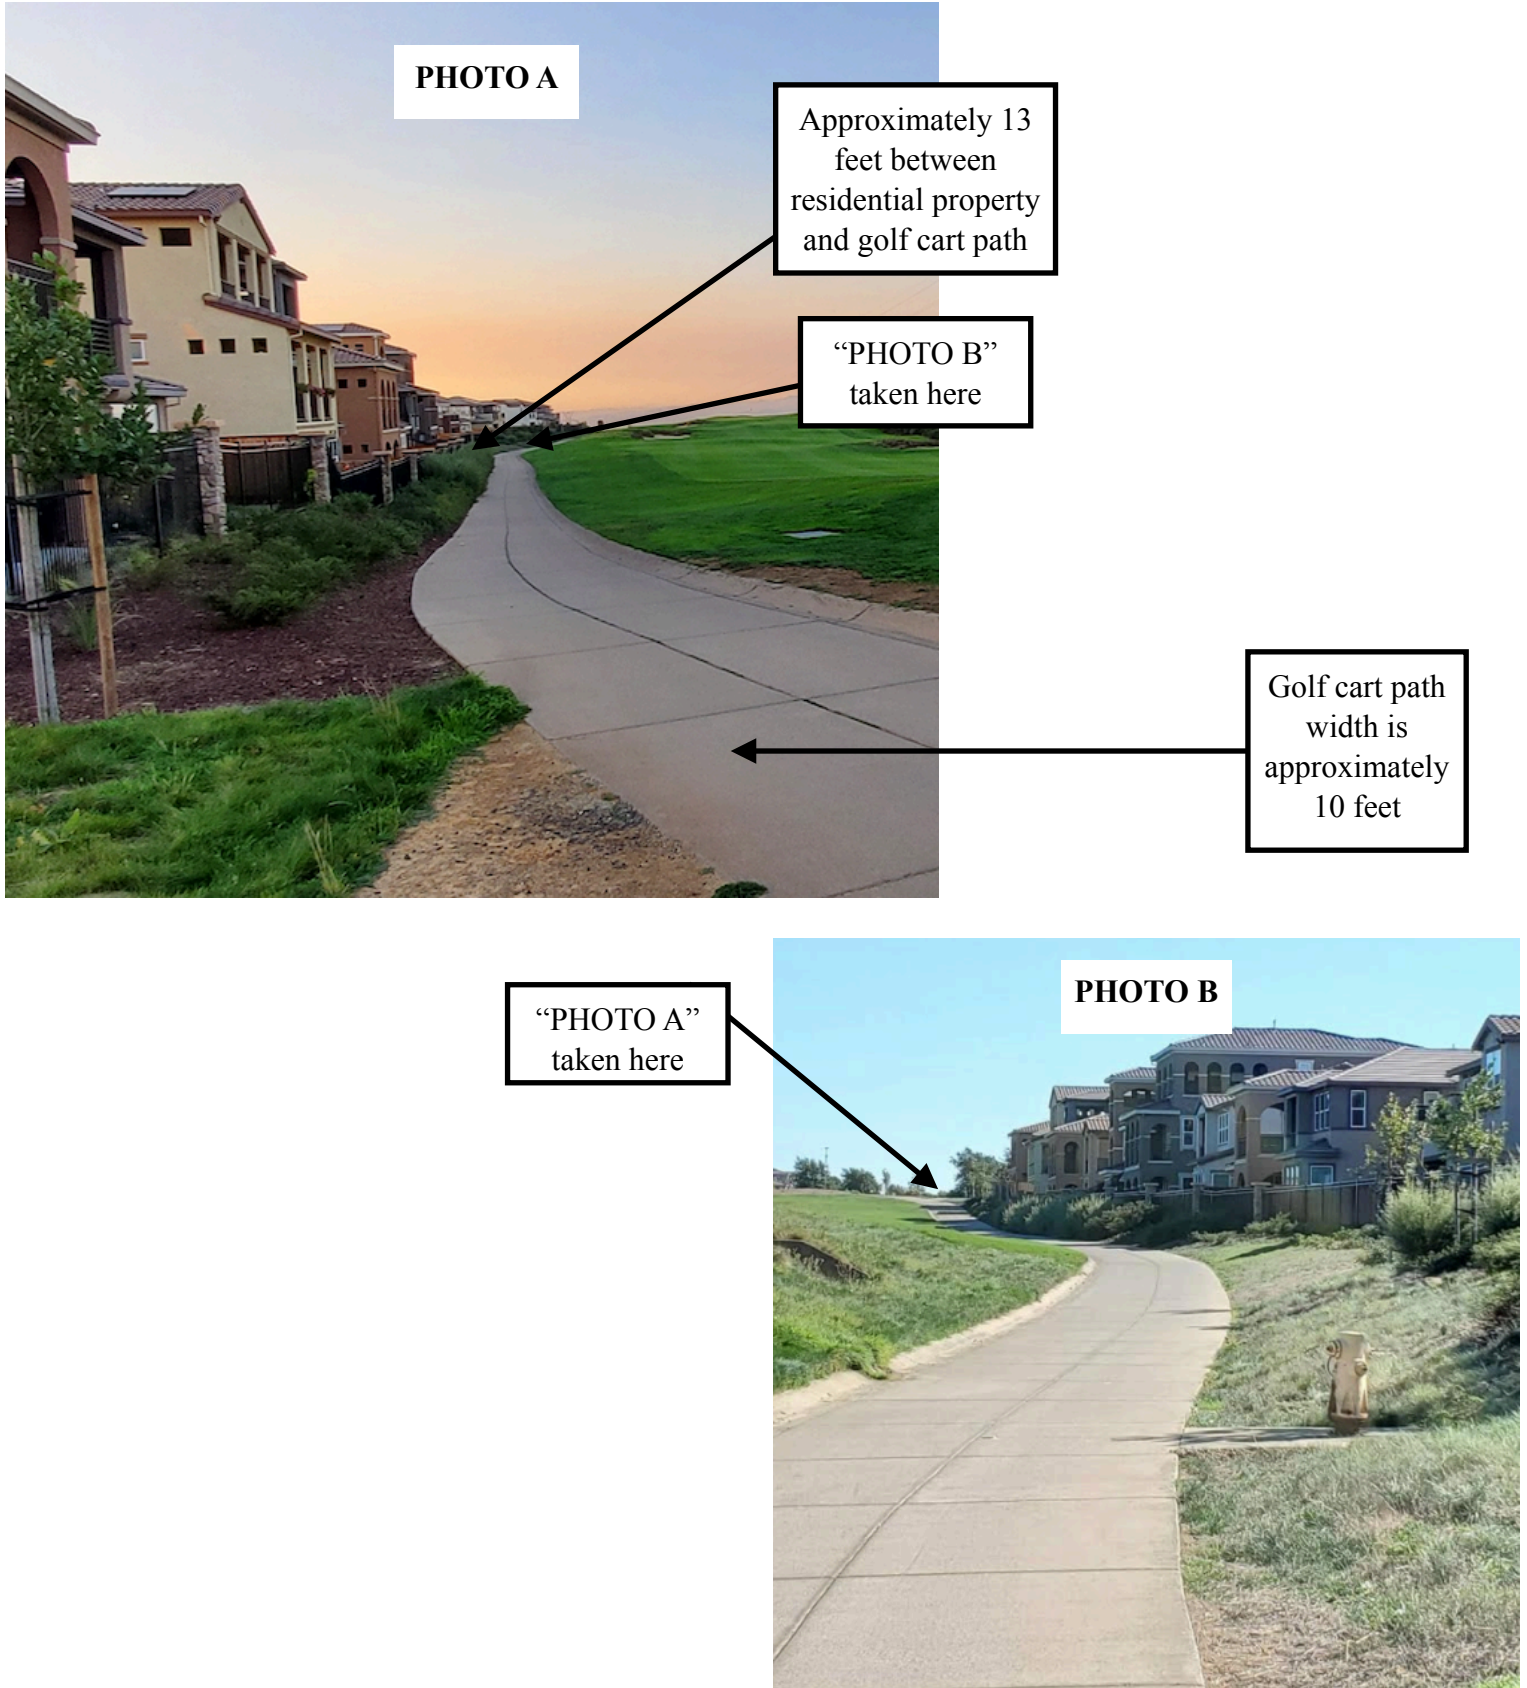 PHOTO A
Approximately 13
feet between
residential property
and golf cart path
“PHOTO B”
taken here
Golf cart path
width is
approximately
10 feet
“PHOTO A”
taken here
PHOTO B